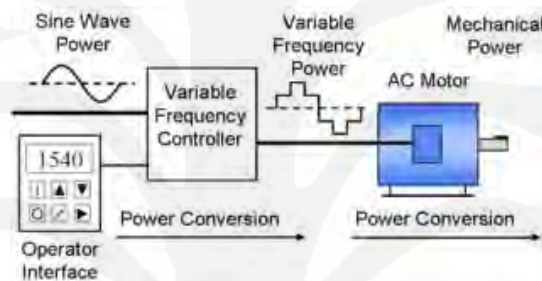 Sine Wave
Power
Variable
Frequency
Power
Mechanical
Power
AC Motor
Variable
Frequency
Controller
1540
Power Conversion
Power Conversion
Operator
Interface